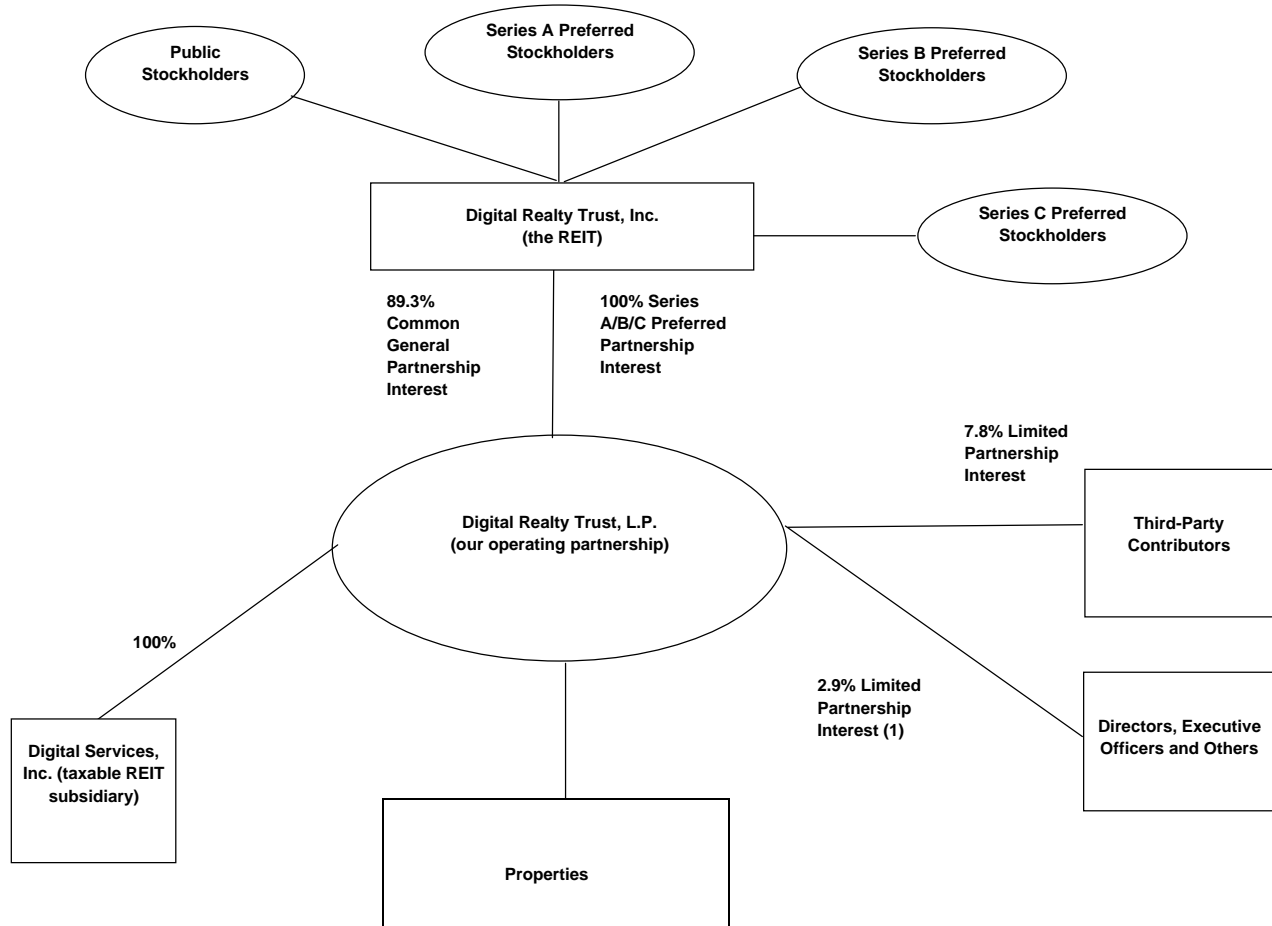 Series A Preferred
Stockholders
Public
Stockholders
Series B Preferred
Stockholders
Digital Realty Trust, Inc.
(the REIT)
Series C Preferred
Stockholders
89.3%
Common
General
Partnership
Interest
100% Series
A/B/C Preferred
Partnership
Interest
7.8% Limited
Partnership
Interest
Digital Realty Trust, L.P.
(our operating partnership)
Third-Party
Contributors
100%
2.9% Limited
Partnership
Interest (1)
Directors, Executive
Officers and Others
Digital Services,
Inc. (taxable REIT
subsidiary)
Properties